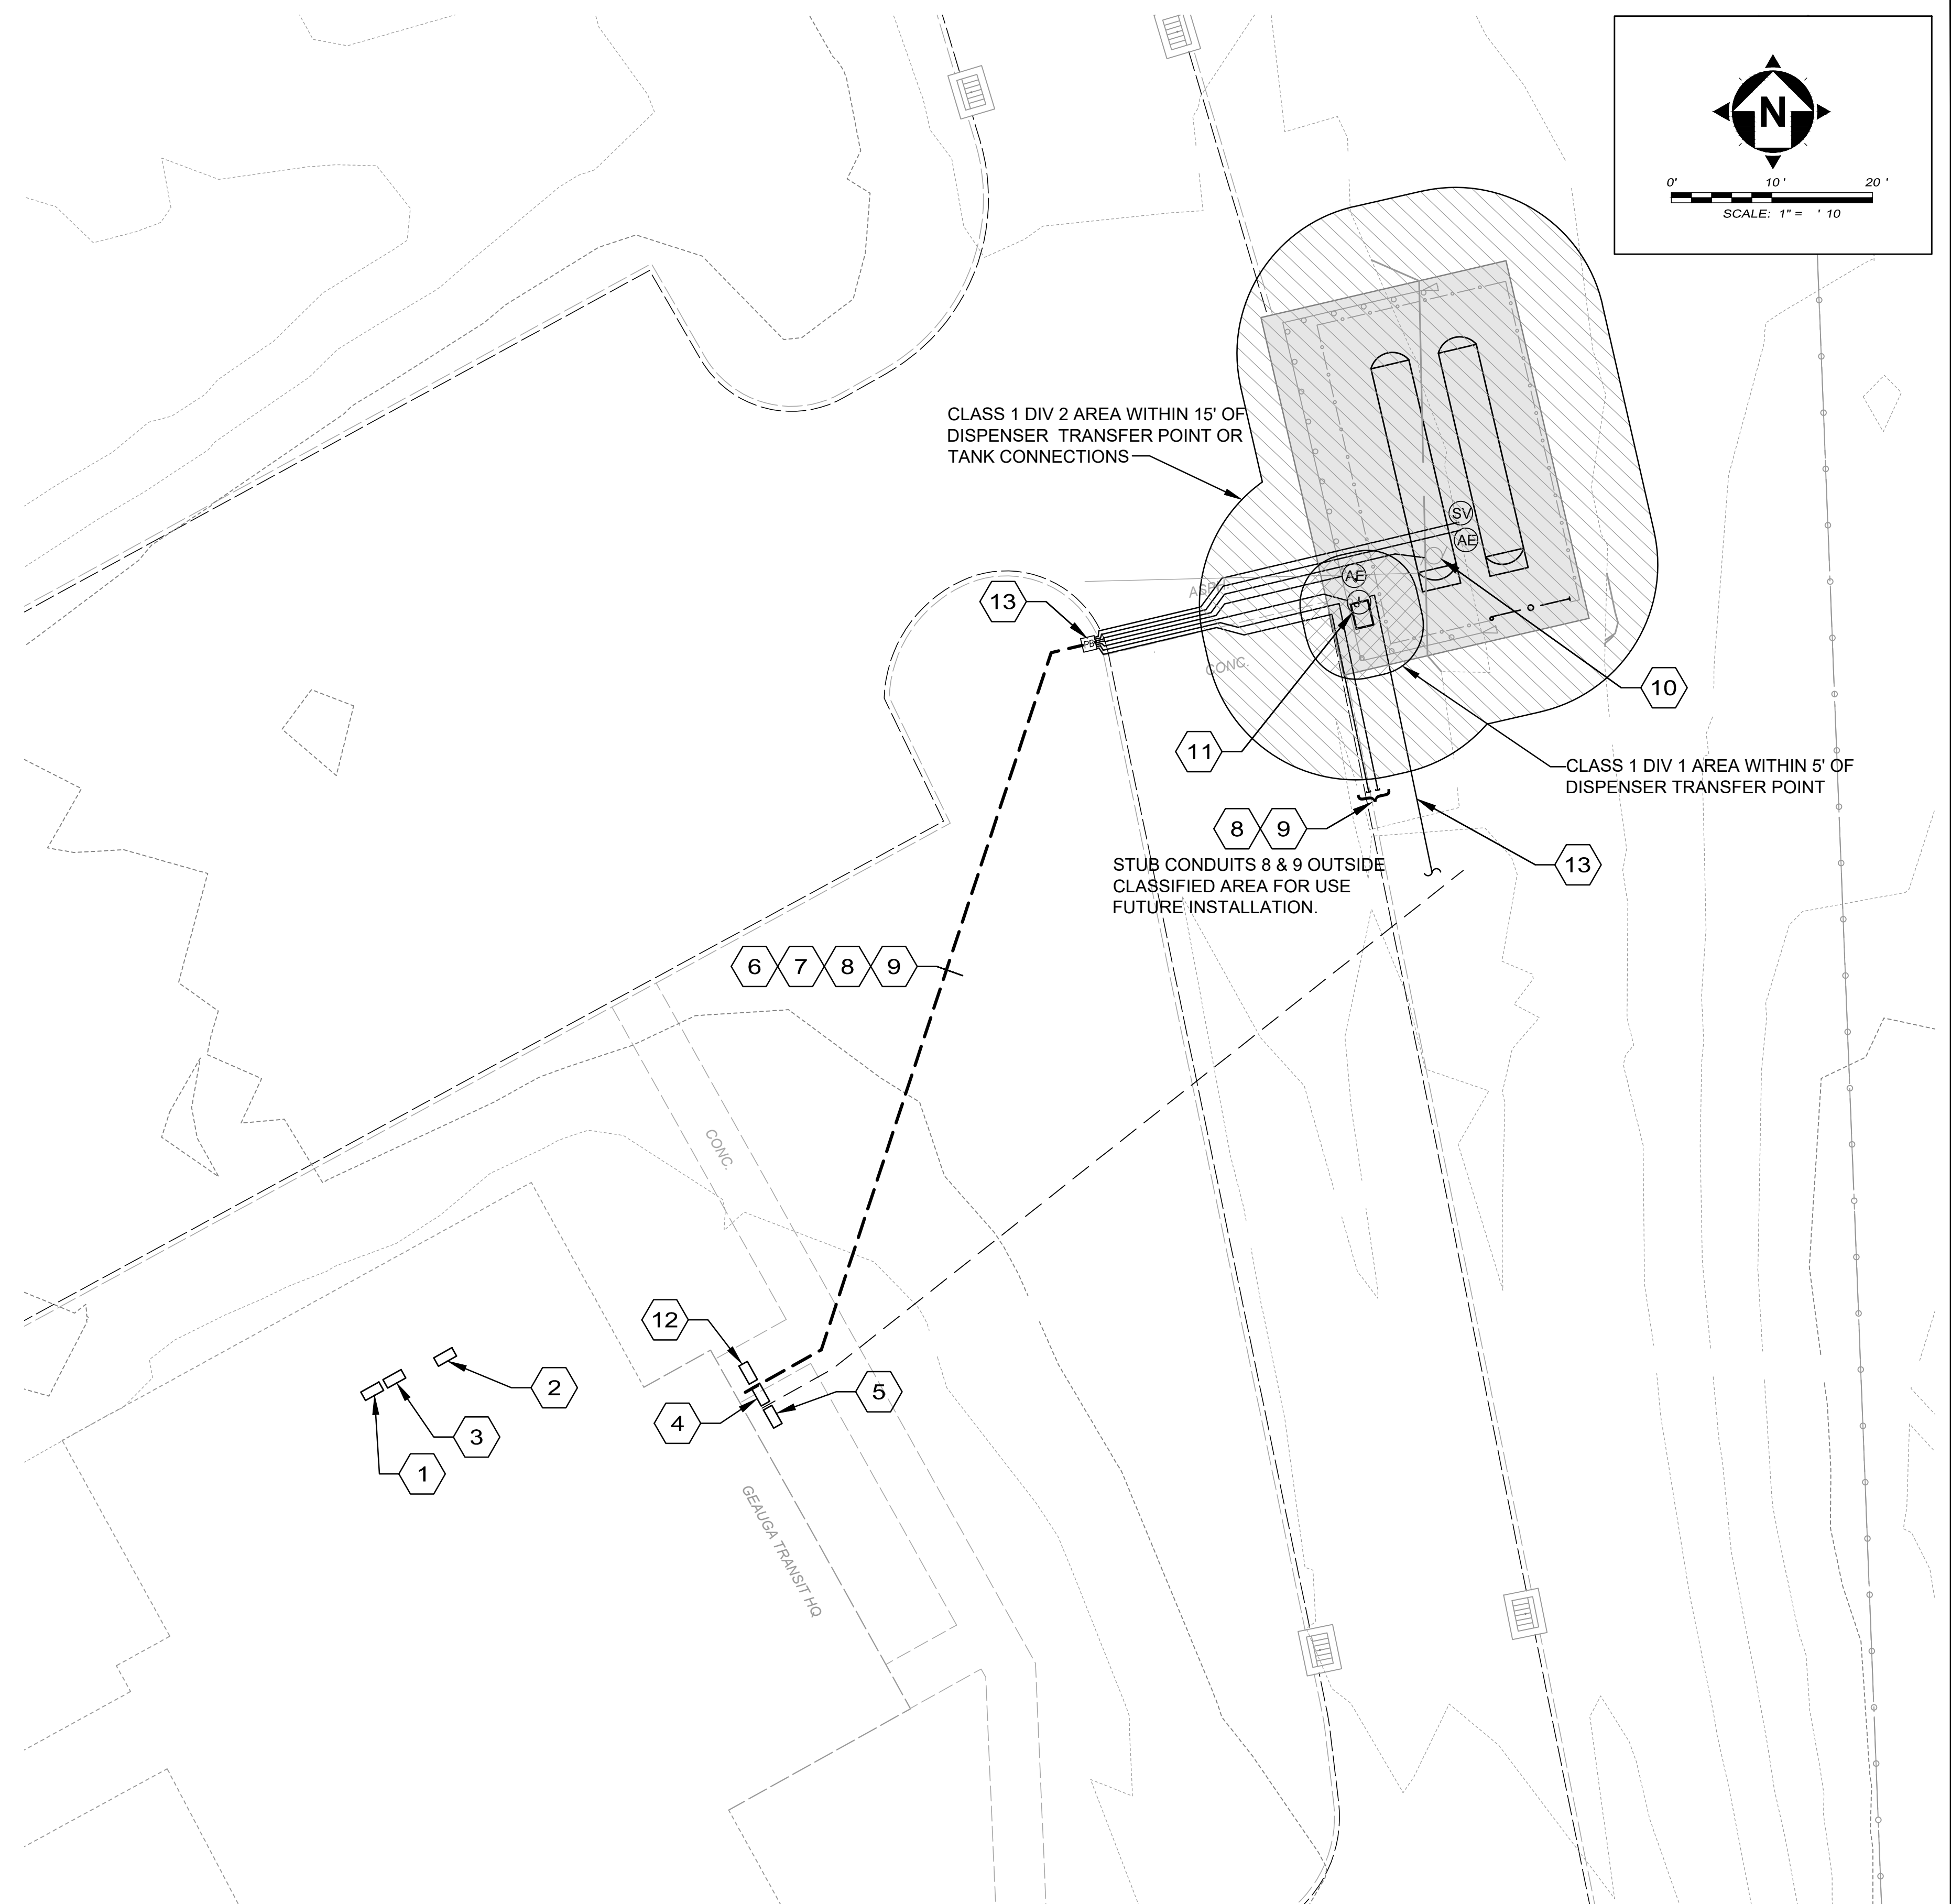 N
0' 10 ' 20 '
SCALE: 1" = ' 10
CLASS 1 DIV 2 AREA WITHIN 15' OF
DISPENSER TRANSFER POINT OR
TANK CONNECTIONS
SV
AE
AE
J
13
PB
CONC.
10
11
CLASS 1 DIV 1 AREA WITHIN 5' OF
DISPENSER TRANSFER POINT
8 9
13
STUB CONDUITS 8 & 9 OUTSIDE
CLASSIFIED AREA FOR USE
FUTURE INSTALLATION.
6 7 8 9
CONC.
12
2
5
4
3
1
GEAUGA TRANSIT HQ